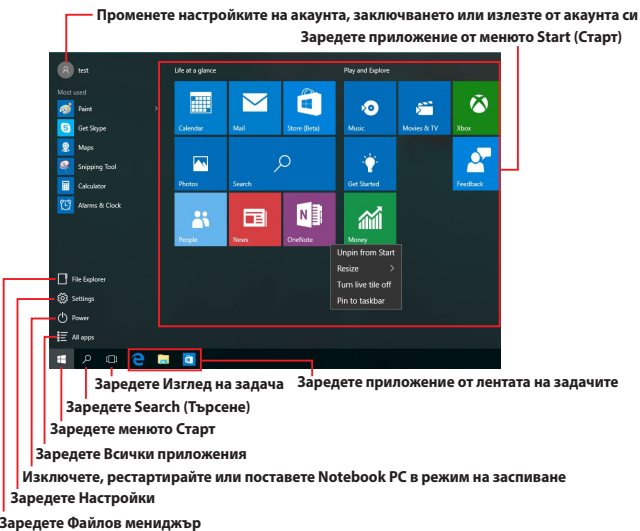 Променете настройките на акаунта, заключването или излезте от акаунта си
Заредете приложение от менюто Start (Старт)
test
Life at a glance
Play and Explore
Most used
Paint
Get Skype
Maps
Snipping Tool
Calculator
Alarms & Clock
Calendar
Mail
Store (Beta)
Music
Movies & TV
Xbox
Photos
Search
Get Started
Feedback
People
News
OneNote
Money
Unpin from Start
Resize
Turn live tile off
Pin to taskbar
File Explorer
Settings
Power
All apps
Заредете Изглед на задача
Заредете приложение от лентата на задачите
Заредете Search (Търсене)
Заредете менюто Старт
Заредете Всички приложения
Изключете, рестартирайте или поставете Notebook PC в режим на заспиване
Заредете Настройки
Заредете Файлов мениджър